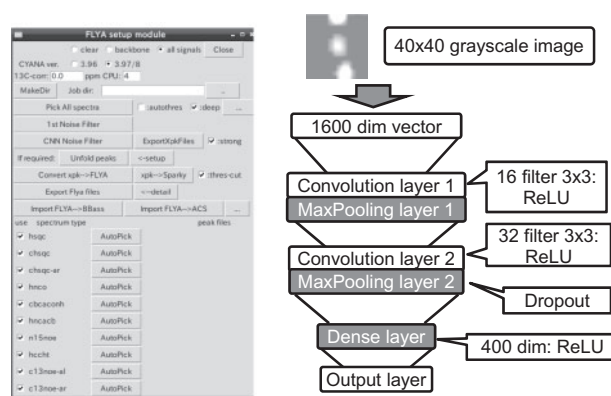 FLYA setup module
clear backbone all signals Close
CYANA ver. 3.96 3.97/8
13C-corr: 0.0 ppm CPU: 4
MakeDir Job dir: ..
Pick All spectra :autothres :deep ...
1st Noise Filter
CNN Noise Filter ExportXpkFiles :strong
If required: Unfold peaks <-setup
Convert xpk-->FLYA xpk-->Sparky :thres-cut
Export Flya files <--detail
Import FLYA-->BBass Import FLYA-->ACS ...
use spectrum type peak files
hsqc AutoPick
chsqc AutoPick
chsqc-ar AutoPick
hnco AutoPick
cbcaconh AutoPick
hncacb AutoPick
n15noe AutoPick
hccht AutoPick
c13noe-al AutoPick
c13noe-ar AutoPick
40x40 grayscale image
1600 dim vector
Convolution layer 1
MaxPooling layer 1
16 filter 3x3:
ReLU
Convolution layer 2
MaxPooling layer 2
32 filter 3x3:
ReLU
Dropout
Dense layer
400 dim: ReLU
Output layer